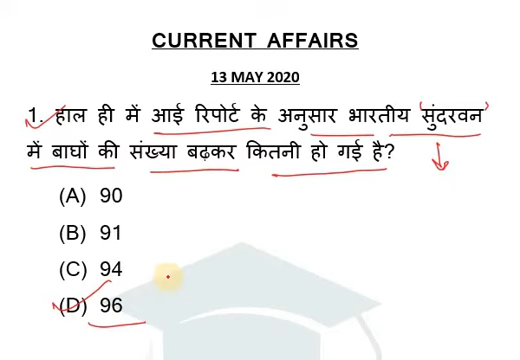 CURRENT AFFAIRS
13 MAY 2020
1. हाल ही में आई रिपोर्ट के अनुसार भारतीय सुंदरवन
में बाघों की संख्या बढ़कर कितनी हो गई है?
(A) 90
(B) 91
(C) 94
(D) 96